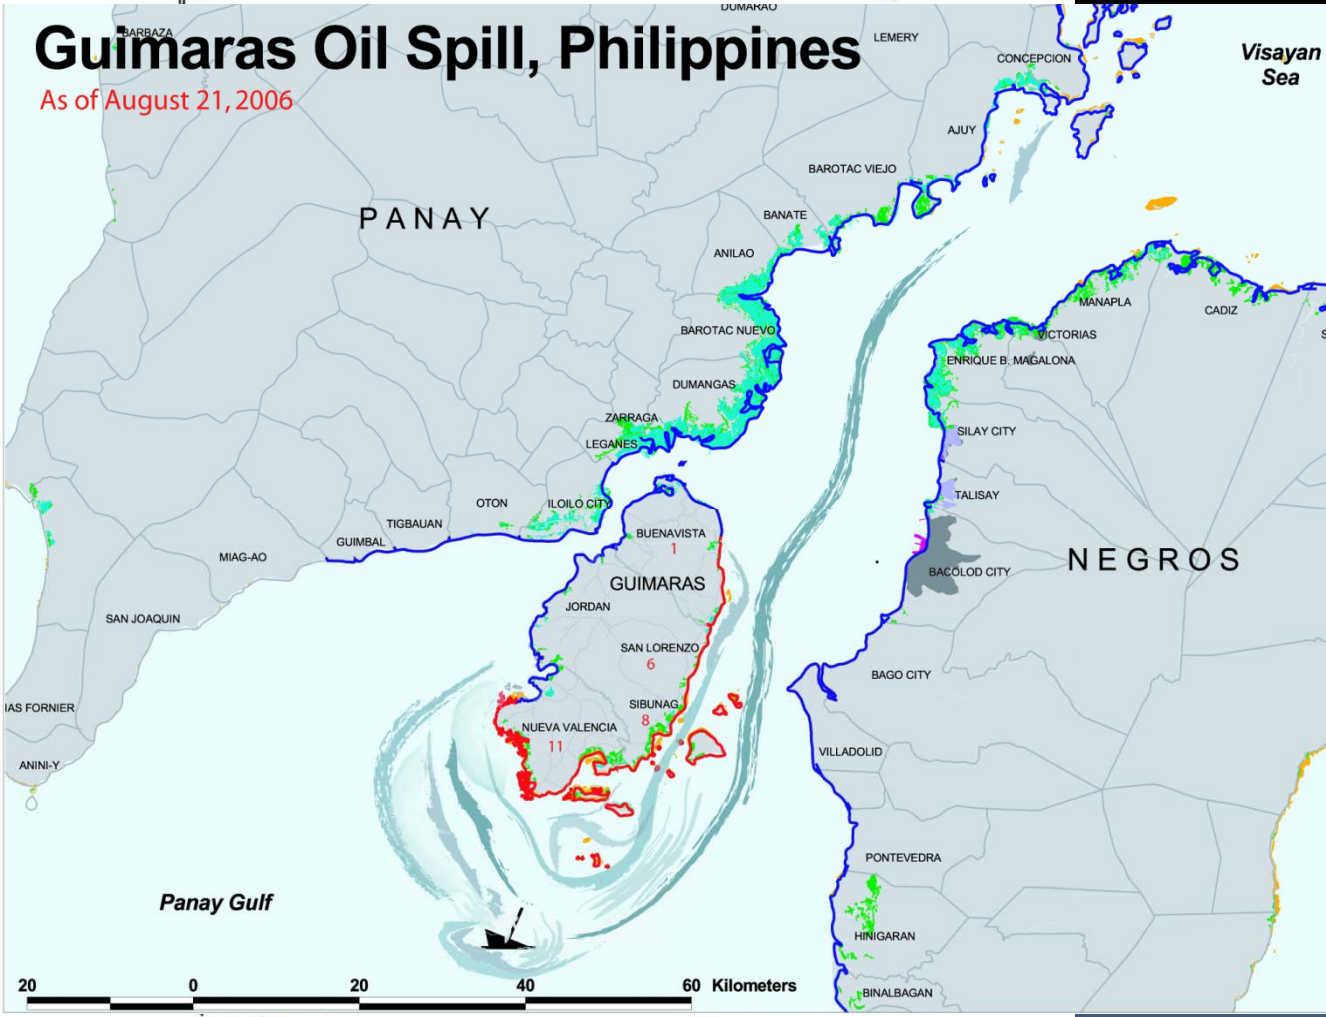 DUMARAO
BARBAZA
Guimaras Oil Spill, Philippines
As of August 21, 2006
LEMERY
Visayan
Sea
CONCEPCION
AJUY
BAROTAC VIEJO
PANAY
BANATE
ANILAO
MANAPLA
CADIZ
BAROTAC NUEVO
VICTORIAS
S
ENRIQUE B. MAGALONA
DUMANGAS
ZARRAGA
SILAY CITY
LEGANES
TALISAY
OTON
ILOILO CITY
TIGBAUAN
BUENAVISTA
GUIMBAL
1
MIAG-AO
NEGROS
BACOLOD CITY
GUIMARAS
JORDAN
SAN JOAQUIN
SAN LORENZO
6
BAGO CITY
IAS FORNIER
SIBUNAG
8
NUEVA VALENCIA
11
VILLADOLID
ANINI-Y
PONTEVEDRA
Panay Gulf
HINIGARAN
20 0 20 40 60 Kilometers
BINALBAGAN